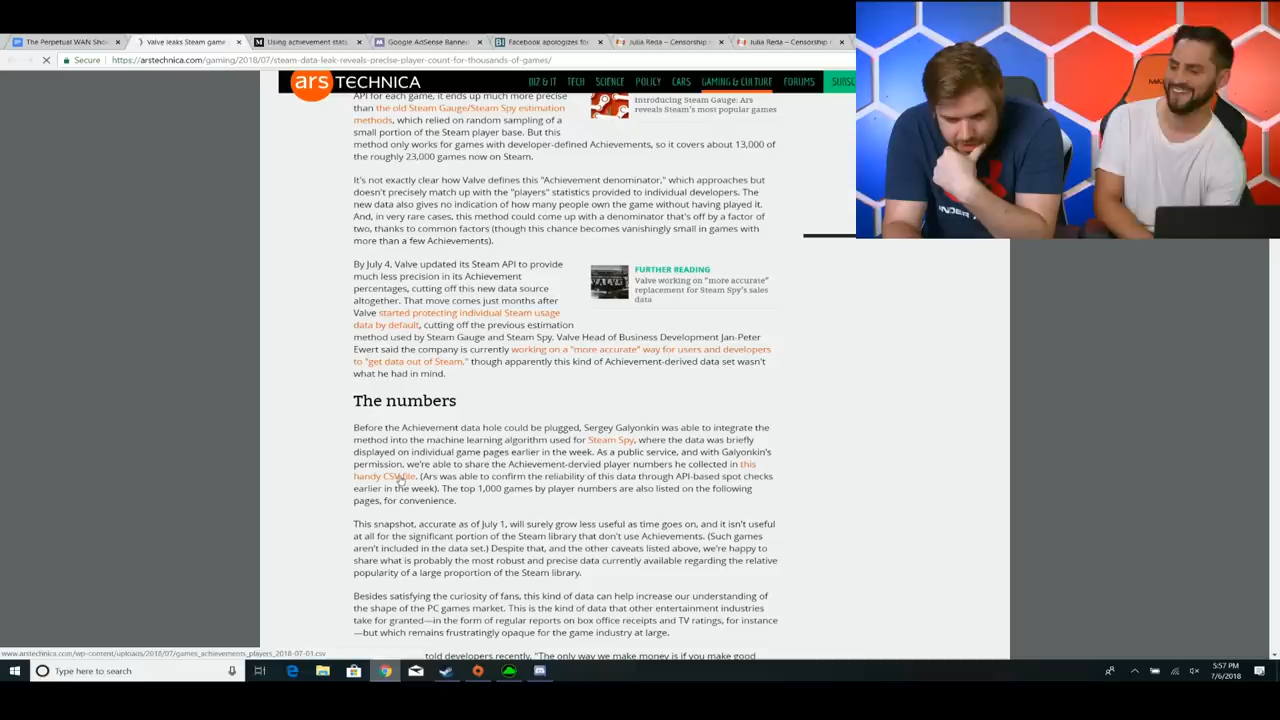 The Perpetual WAN Sho
Valve leaks Steam game
Using achievement stats
Google AdSense Banned
Facebook apologizes for
Julia Reda – Censorship
Julia Reda – Censorship
Secure
https://arstechnica.com/gaming/2018/07/steam-data-leak-reveals-precise-player-count-for-thousands-of-games/
ars TECHNICA
BIZ & IT TECH SCIENCE POLICY CARS GAMING & CULTURE FORUMS SUBSC
API for each game, it ends up much more precise
than the old Steam Gauge/Steam Spy estimation
methods, which relied on random sampling of a
small portion of the Steam player base. But this
method only works for games with developer-defined Achievements, so it covers about 13,000 of
the roughly 23,000 games now on Steam.
Introducing Steam Gauge: Ars
reveals Steam's most popular games
It's not exactly clear how Valve defines this "Achievement denominator," which approaches but
doesn't precisely match up with the "players" statistics provided to individual developers. The
new data also gives no indication of how many people own the game without having played it.
And, in very rare cases, this method could come up with a denominator that's off by a factor of
two, thanks to common factors (though this chance becomes vanishingly small in games with
more than a few Achievements).
By July 4, Valve updated its Steam API to provide
much less precision in its Achievement
percentages, cutting off this new data source
altogether. That move comes just months after
Valve started protecting individual Steam usage
data by default, cutting off the previous estimation
method used by Steam Gauge and Steam Spy. Valve Head of Business Development Jan-Peter
Ewert said the company is currently working on a "more accurate" way for users and developers
to "get data out of Steam," though apparently this kind of Achievement-derived data set wasn't
what he had in mind.
FURTHER READING
Valve working on "more accurate"
replacement for Steam Spy's sales
data
The numbers
Before the Achievement data hole could be plugged, Sergey Galyonkin was able to integrate the
method into the machine learning algorithm used for Steam Spy, where the data was briefly
displayed on individual game pages earlier in the week. As a public service, and with Galyonkin's
permission, we're able to share the Achievement-dervied player numbers he collected in this
handy CSV file. (Ars was able to confirm the reliability of this data through API-based spot checks
earlier in the week). The top 1,000 games by player numbers are also listed on the following
pages, for convenience.
This snapshot, accurate as of July 1, will surely grow less useful as time goes on, and it isn't useful
at all for the significant portion of the Steam library that don't use Achievements. (Such games
aren't included in the data set.) Despite that, and the other caveats listed above, we're happy to
share what is probably the most robust and precise data currently available regarding the relative
popularity of a large proportion of the Steam library.
Besides satisfying the curiosity of fans, this kind of data can help increase our understanding of
the shape of the PC games market. This is the kind of data that other entertainment industries
take for granted—in the form of regular reports on box office receipts and TV ratings, for instance
—but which remains frustratingly opaque for the game industry at large.
told developers recently, "The only way we make money is if you make good
www.arstechnica.com/wp-content/uploads/2018/07/games_achievements_players_2018-07-01.csv
Type here to search
5:57 PM
7/6/2018